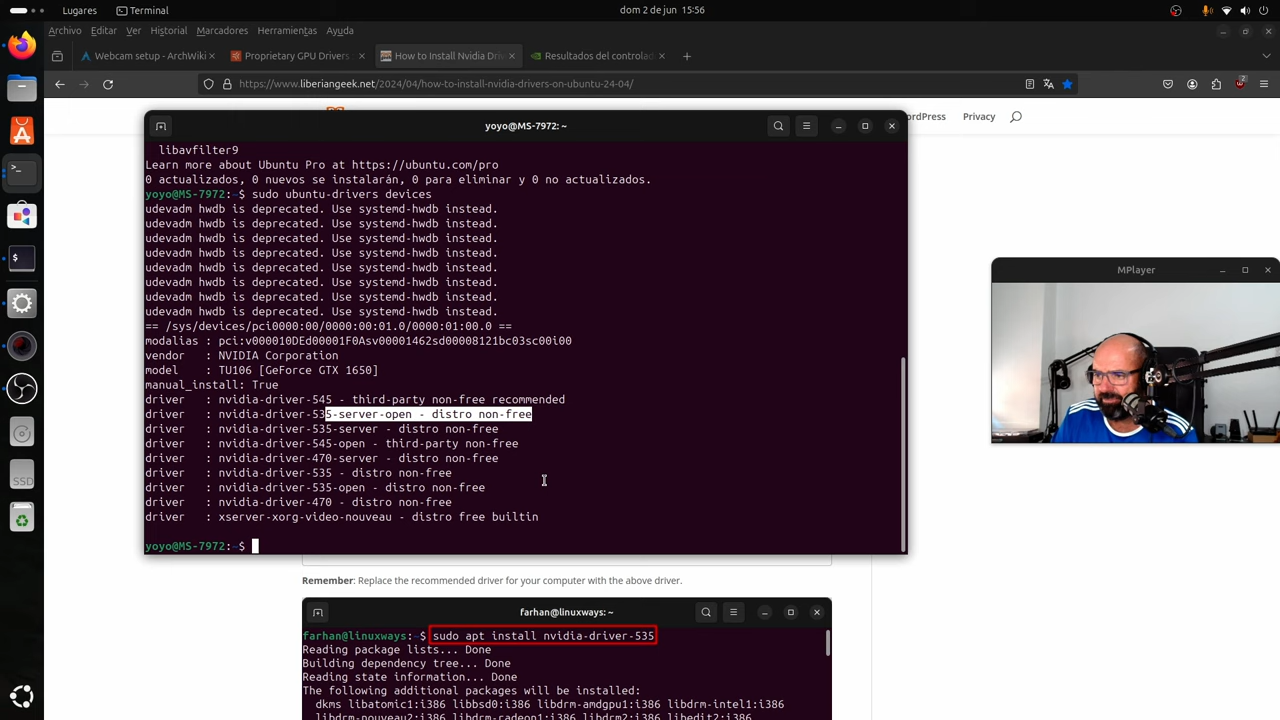 Lugares
Terminal
dom 2 de jun  15:56
Archivo Editar Ver Historial Marcadores Herramientas Ayuda
Webcam setup - ArchWiki
Proprietary GPU Drivers
How to Install Nvidia Dri
Resultados del controlad
https://www.liberiangeek.net/2024/04/how-to-install-nvidia-drivers-on-ubuntu-24-04/
2
ordPress
Privacy
yoyo@MS-7972: ~
libavfilter9
Learn more about Ubuntu Pro at https://ubuntu.com/pro
0 actualizados, 0 nuevos se instalarán, 0 para eliminar y 0 no actualizados.
yoyo@MS-7972:~$ sudo ubuntu-drivers devices
udevadm hwdb is deprecated. Use systemd-hwdb instead.
udevadm hwdb is deprecated. Use systemd-hwdb instead.
udevadm hwdb is deprecated. Use systemd-hwdb instead.
udevadm hwdb is deprecated. Use systemd-hwdb instead.
udevadm hwdb is deprecated. Use systemd-hwdb instead.
udevadm hwdb is deprecated. Use systemd-hwdb instead.
udevadm hwdb is deprecated. Use systemd-hwdb instead.
udevadm hwdb is deprecated. Use systemd-hwdb instead.
== /sys/devices/pci0000:00/0000:00:01.0/0000:01:00.0 ==
modalias : pci:v000010DEd00001F0Asv00001462sd00008121bc03sc00i00
vendor   : NVIDIA Corporation
model    : TU106 [GeForce GTX 1650]
manual_install: True
driver   : nvidia-driver-545 - third-party non-free recommended
driver   : nvidia-driver-535-server-open - distro non-free
driver   : nvidia-driver-535-server - distro non-free
driver   : nvidia-driver-545-open - third-party non-free
driver   : nvidia-driver-470-server - distro non-free
driver   : nvidia-driver-535 - distro non-free
driver   : nvidia-driver-535-open - distro non-free
driver   : nvidia-driver-470 - distro non-free
driver   : xserver-xorg-video-nouveau - distro free builtin
yoyo@MS-7972:~$
MPlayer
SSD
Remember: Replace the recommended driver for your computer with the above driver.
farhan@linuxways: ~
farhan@linuxways:~$ sudo apt install nvidia-driver-535
Reading package lists... Done
Building dependency tree... Done
Reading state information... Done
The following additional packages will be installed:
dkms libatomic1:i386 libbsd0:i386 libdrm-amdgpu1:i386 libdrm-intel1:i386
libdrm-nouveau2:i386 libdrm-radeon1:i386 libdrm2:i386 libedit2:i386